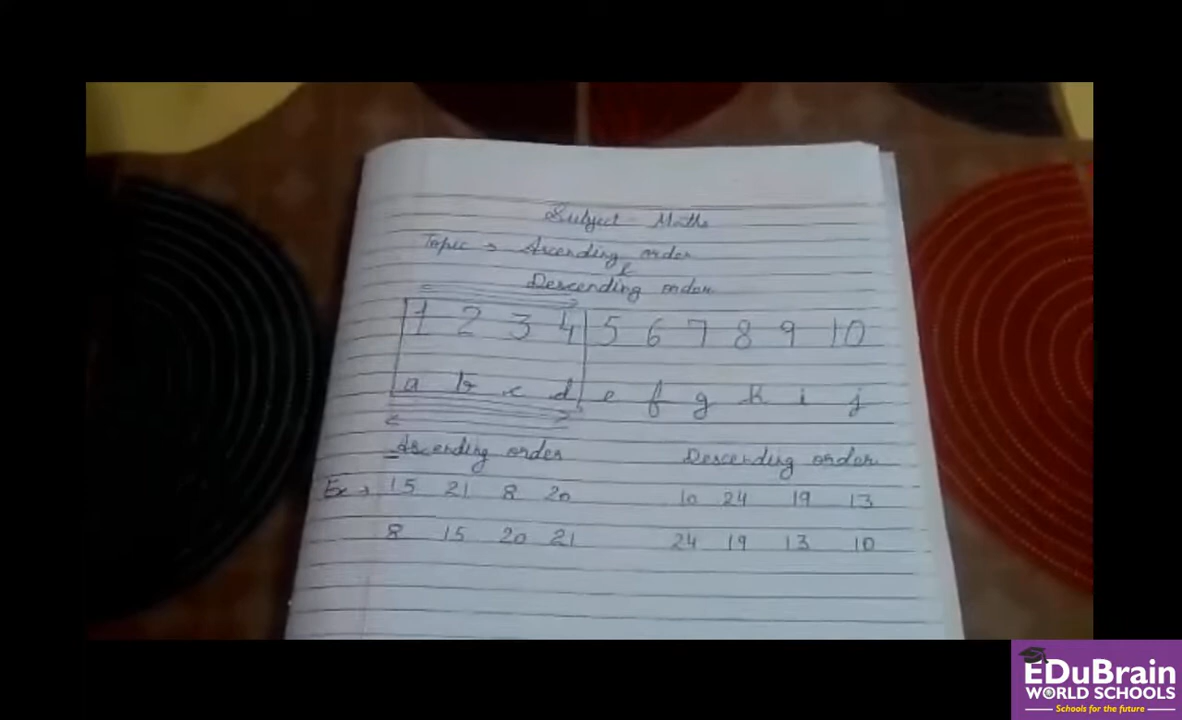 Subject - Maths
Topic → Ascending order
&
Descending order
1 2 3 4 5 6 7 8 9 10
a b c d e f g h i j
Ascending order Descending order
Ex → 15 21 8 20 10 24 19 13
8 15 20 21 24 19 13 10
EDuBrain
WORLD SCHOOLS
Schools for the future